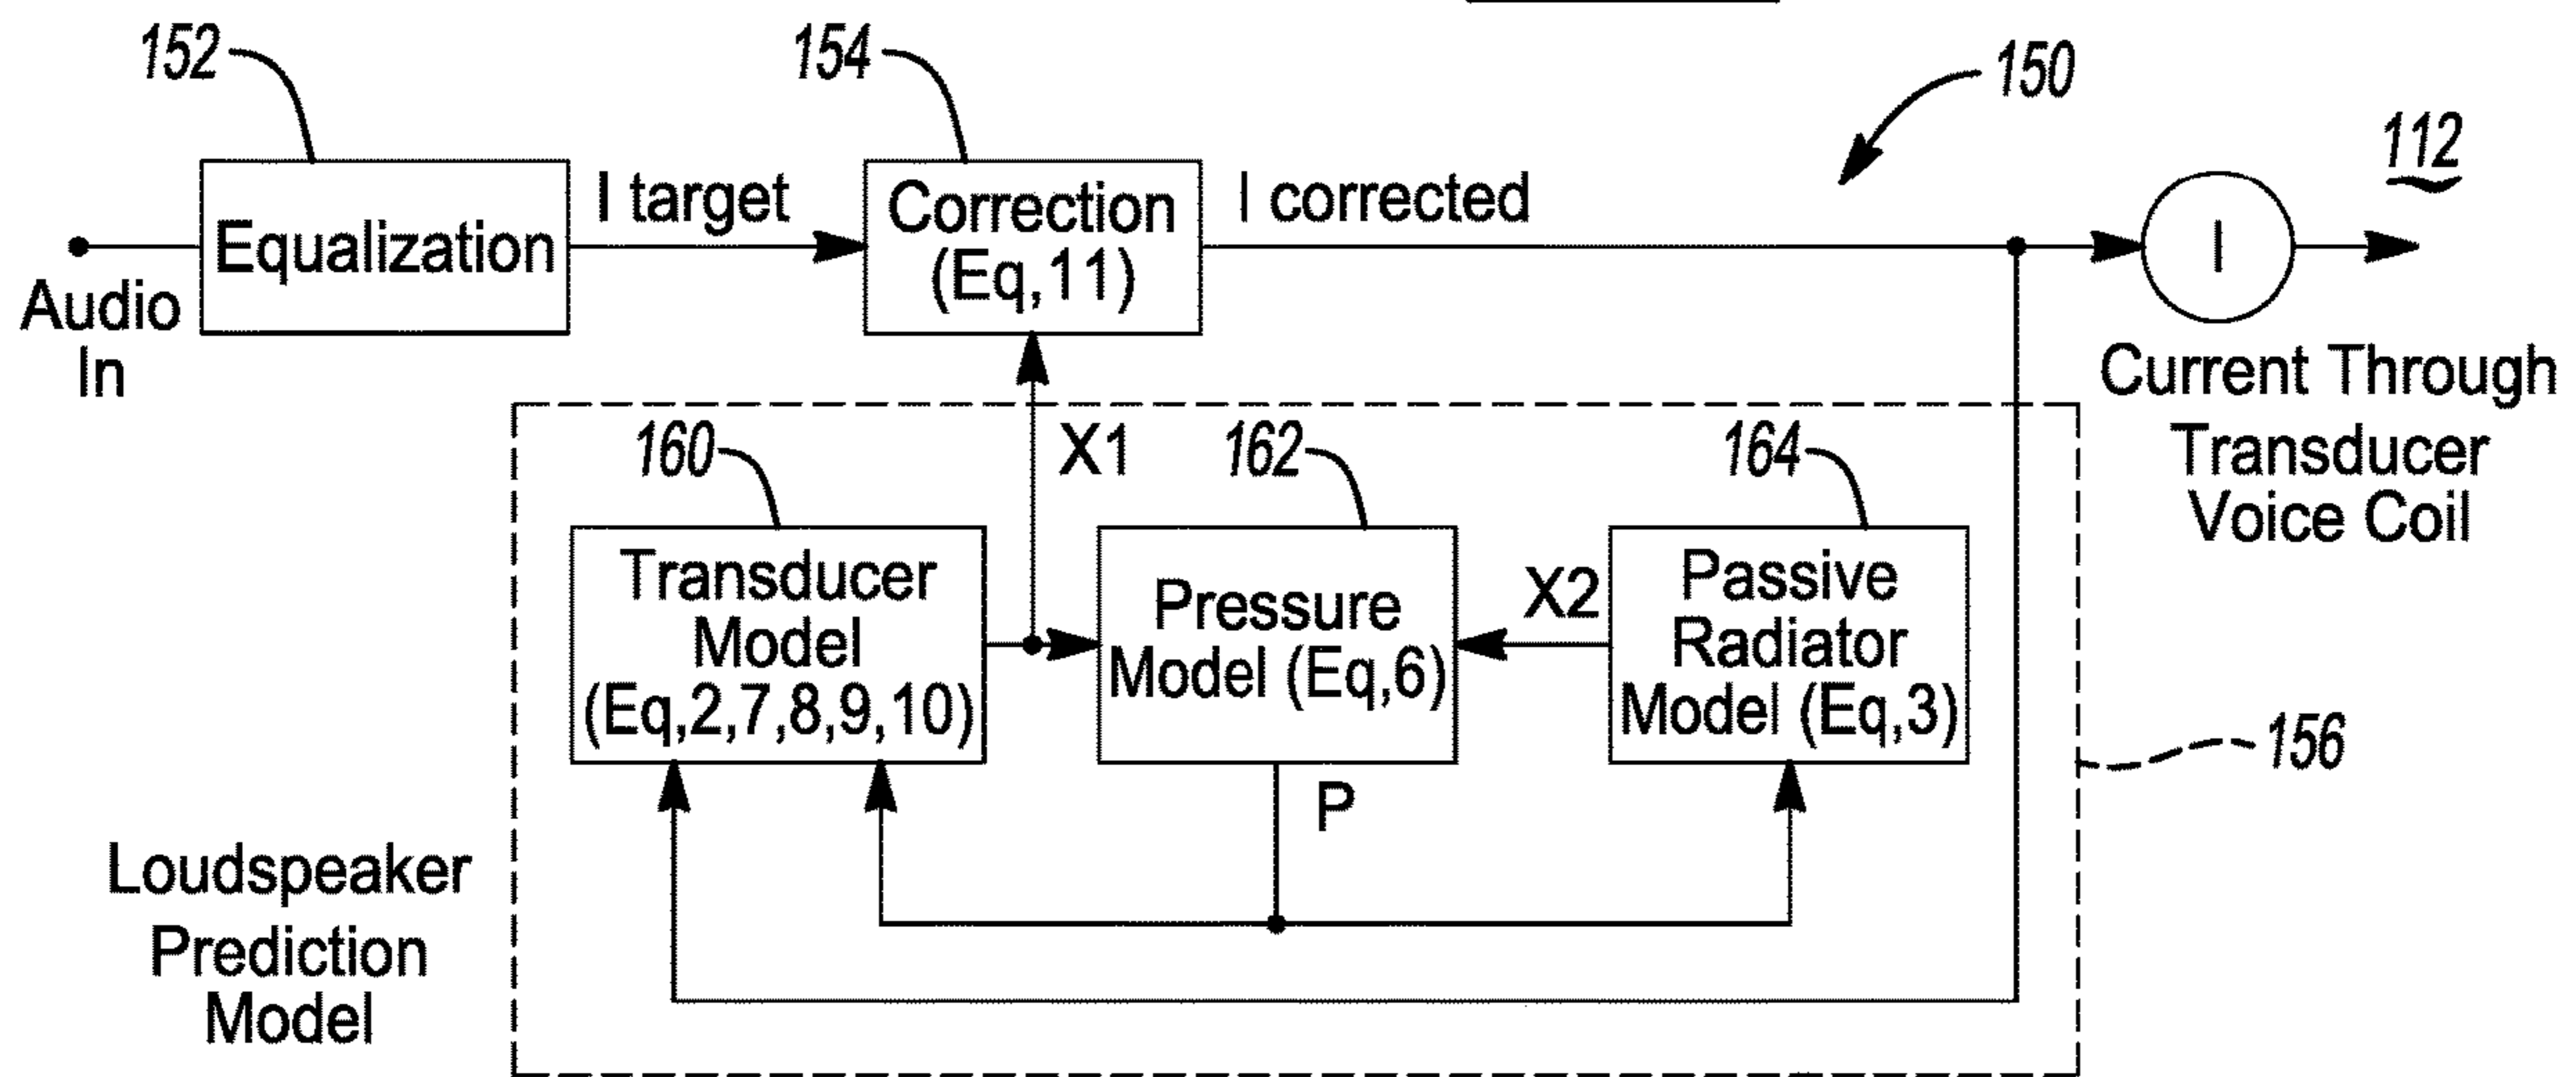 152
154
150
112
Equalization
I target
Correction
(Eq,11)
I corrected
I
Audio
In
Current Through
Transducer
Voice Coil
160
X1
162
164
Transducer
Model
(Eq,2,7,8,9,10)
Pressure
Model (Eq,6)
X2
Passive
Radiator
Model (Eq,3)
156
P
Loudspeaker
Prediction
Model